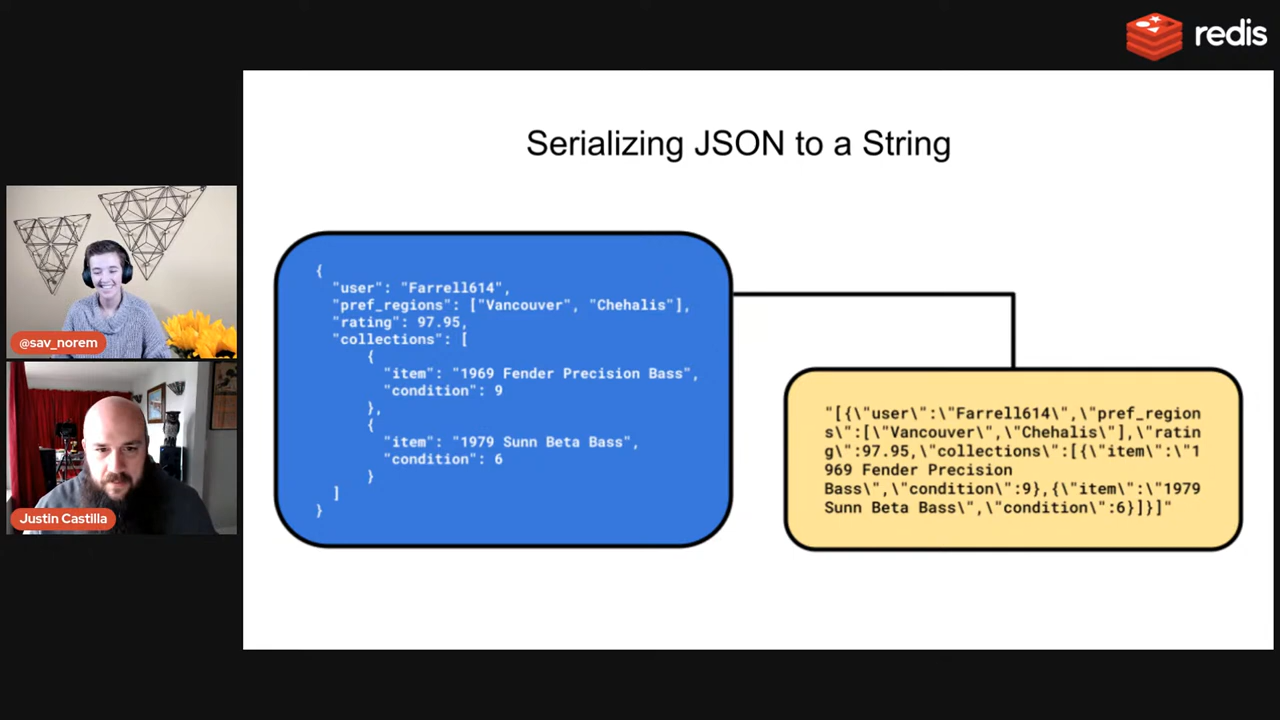 redis
Serializing JSON to a String
{
"user": "Farrell614",
"pref_regions": ["Vancouver", "Chehalis"],
"rating": 97.95,
"collections": [
{
"item": "1969 Fender Precision Bass",
"condition": 9
},
{
"item": "1979 Sunn Beta Bass",
"condition": 6
}
]
}
"[{\"user\":\"Farrell614\",\"pref_region
s\":[\"Vancouver\",\"Chehalis\"],\"ratin
g\":97.95,\"collections\":[{\"item\":\"1
969 Fender Precision
Bass\",\"condition\":9},{\"item\":\"1979
Sunn Beta Bass\",\"condition\":6}]}]"
@sav_norem
Justin Castilla